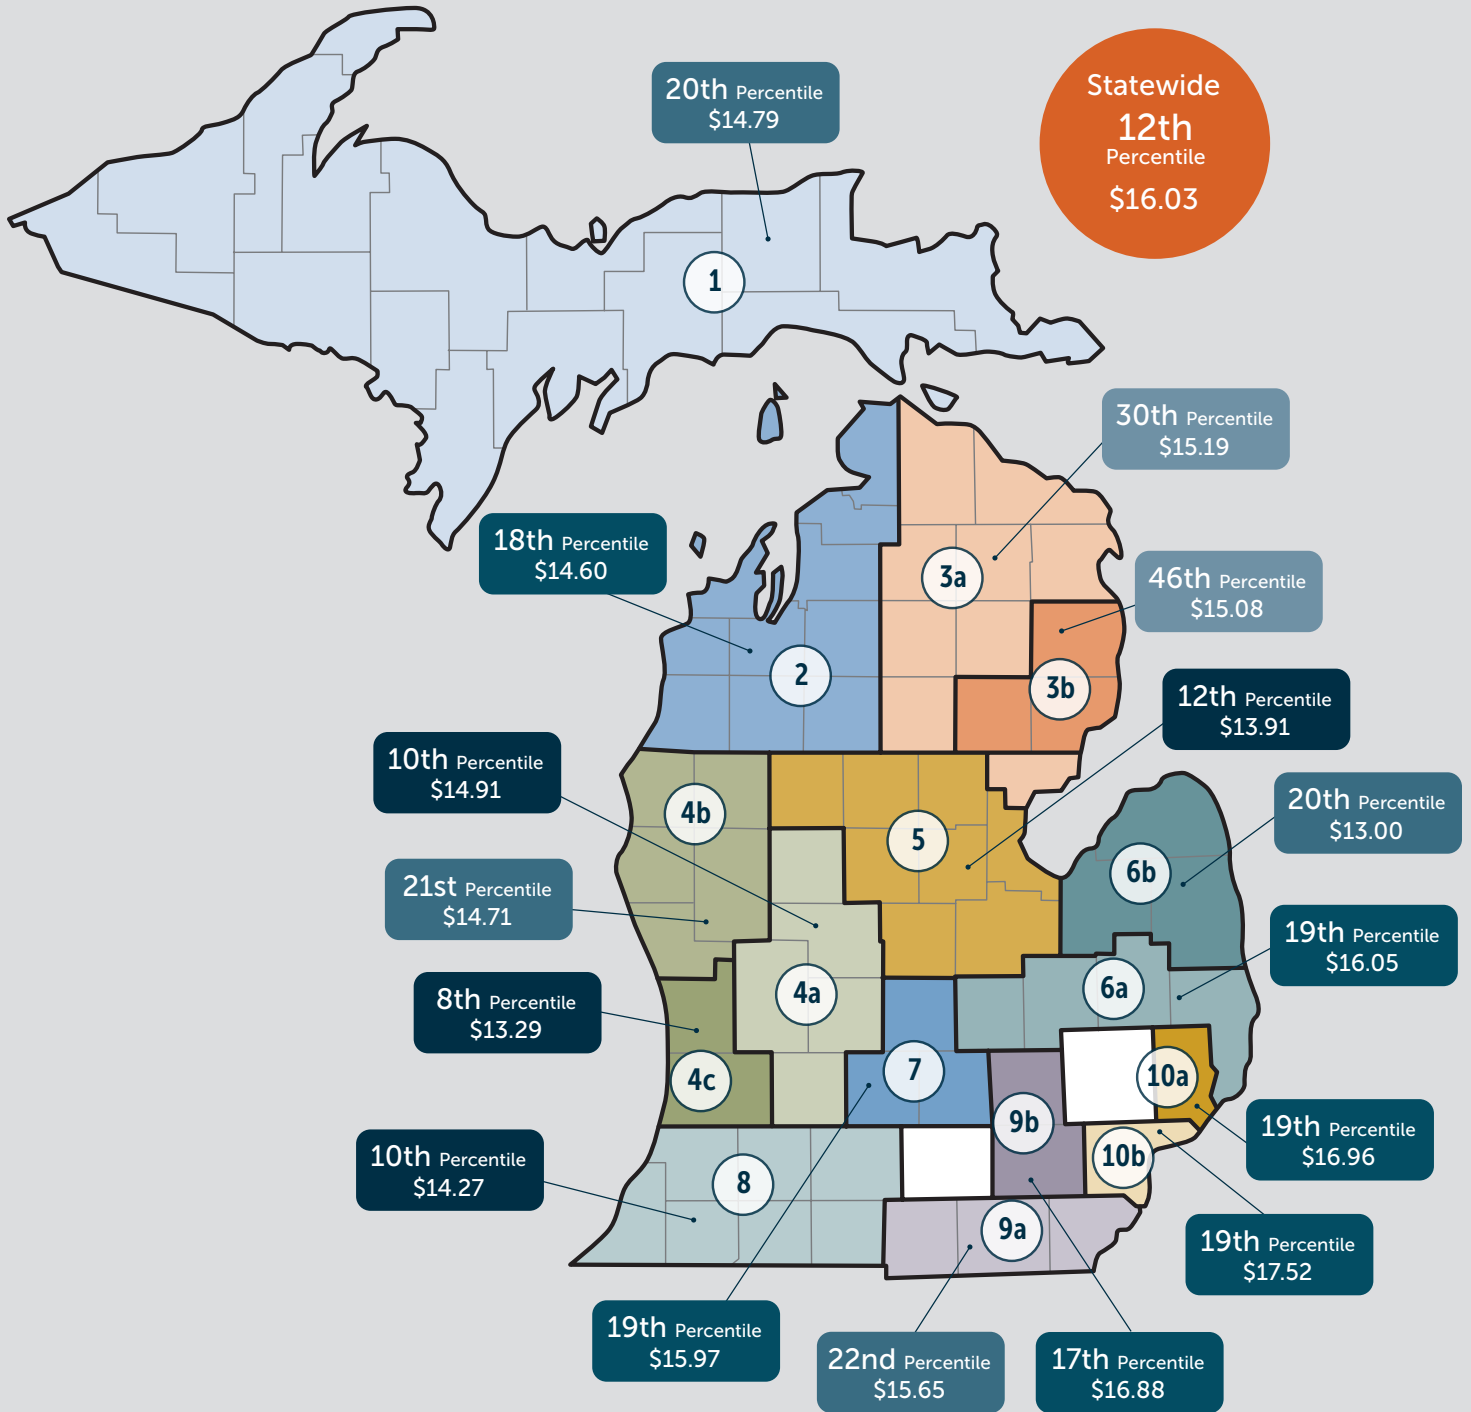 Statewide
12th
Percentile
$16.03
20th Percentile
$14.79
1
30th Percentile
$15.19
18th Percentile
$14.60
3a
46th Percentile
$15.08
2
3b
12th Percentile
$13.91
10th Percentile
$14.91
4b
5
20th Percentile
$13.00
21st Percentile
$14.71
6b
19th Percentile
$16.05
8th Percentile
$13.29
4a
6a
4c
7
10a
9b
19th Percentile
$16.96
10th Percentile
$14.27
8
10b
9a
19th Percentile
$17.52
19th Percentile
$15.97
22nd Percentile
$15.65
17th Percentile
$16.88